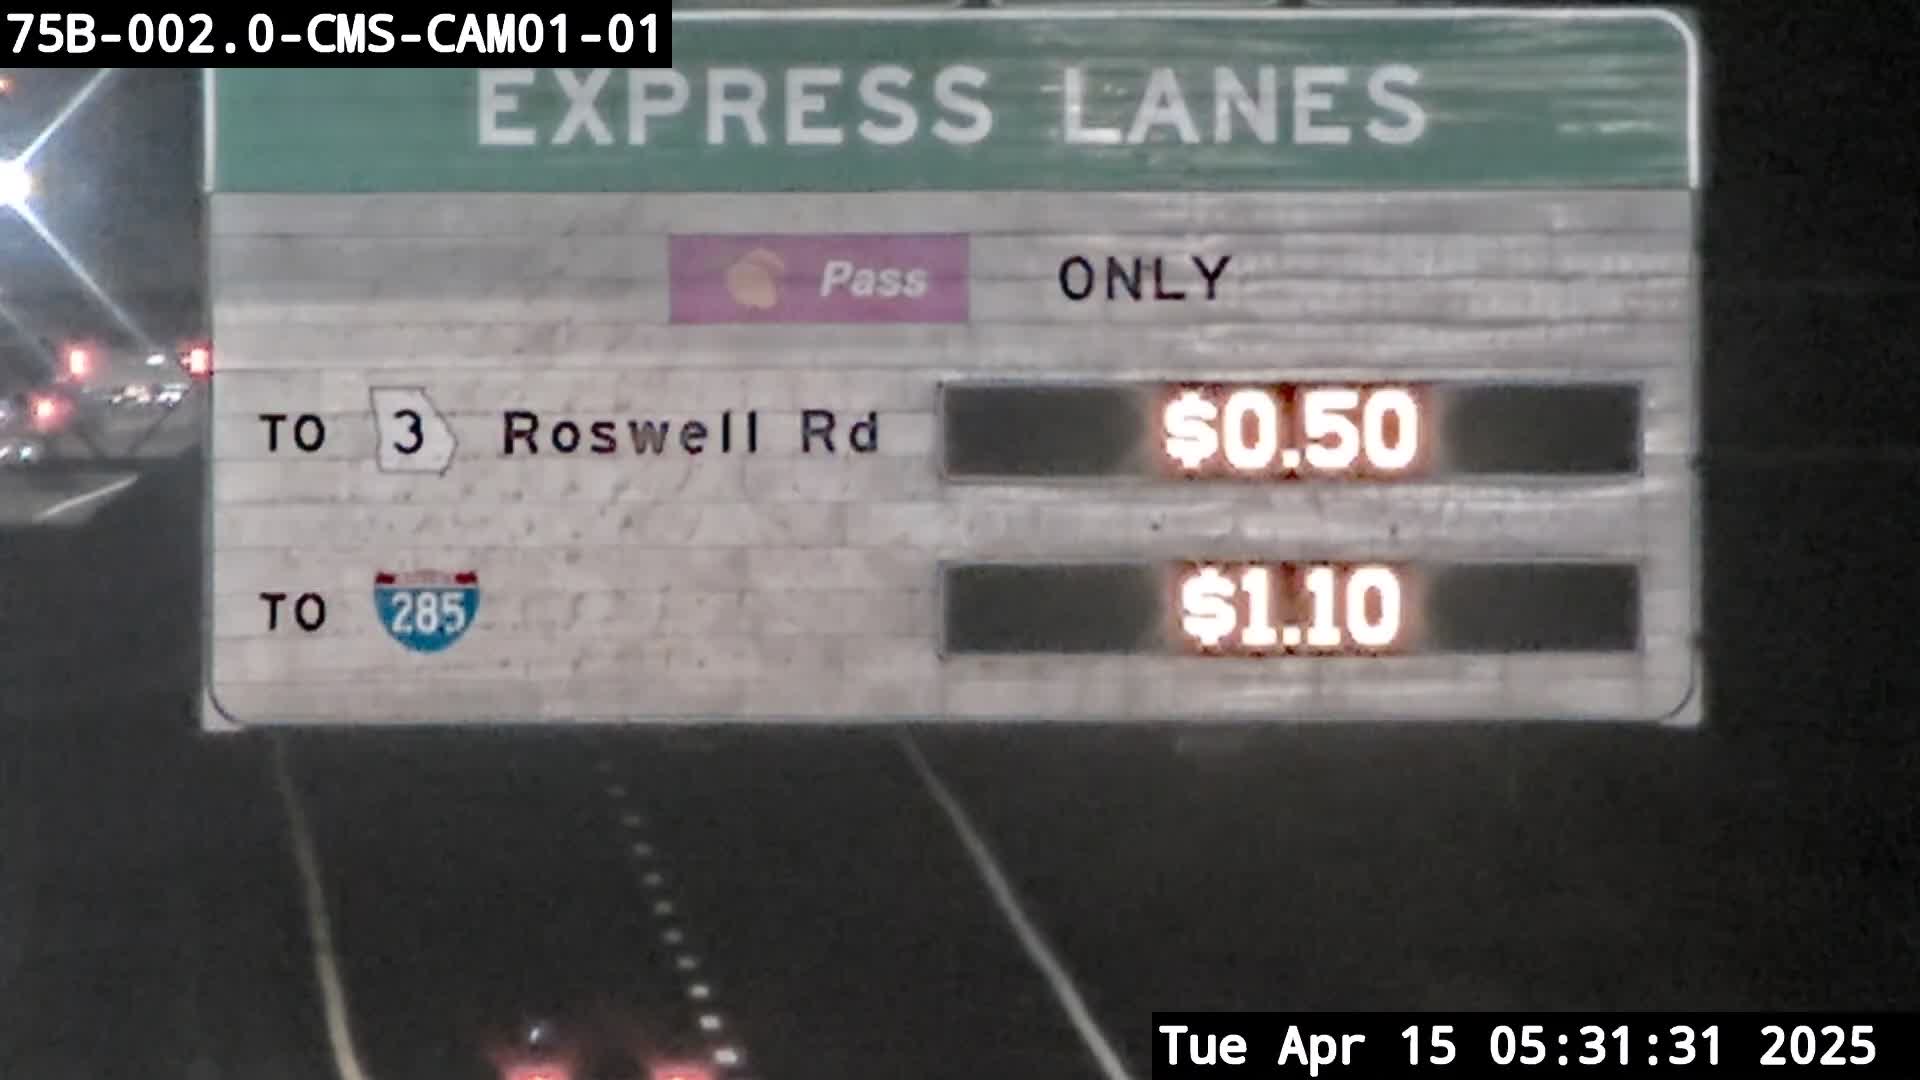 75B-002.0-CMS-CAM01-01
EXPRESS LANES
Pass ONLY
TO 3 Roswell Rd $0.50
TO 285 $1.10
Tue Apr 15 05:31:31 2025